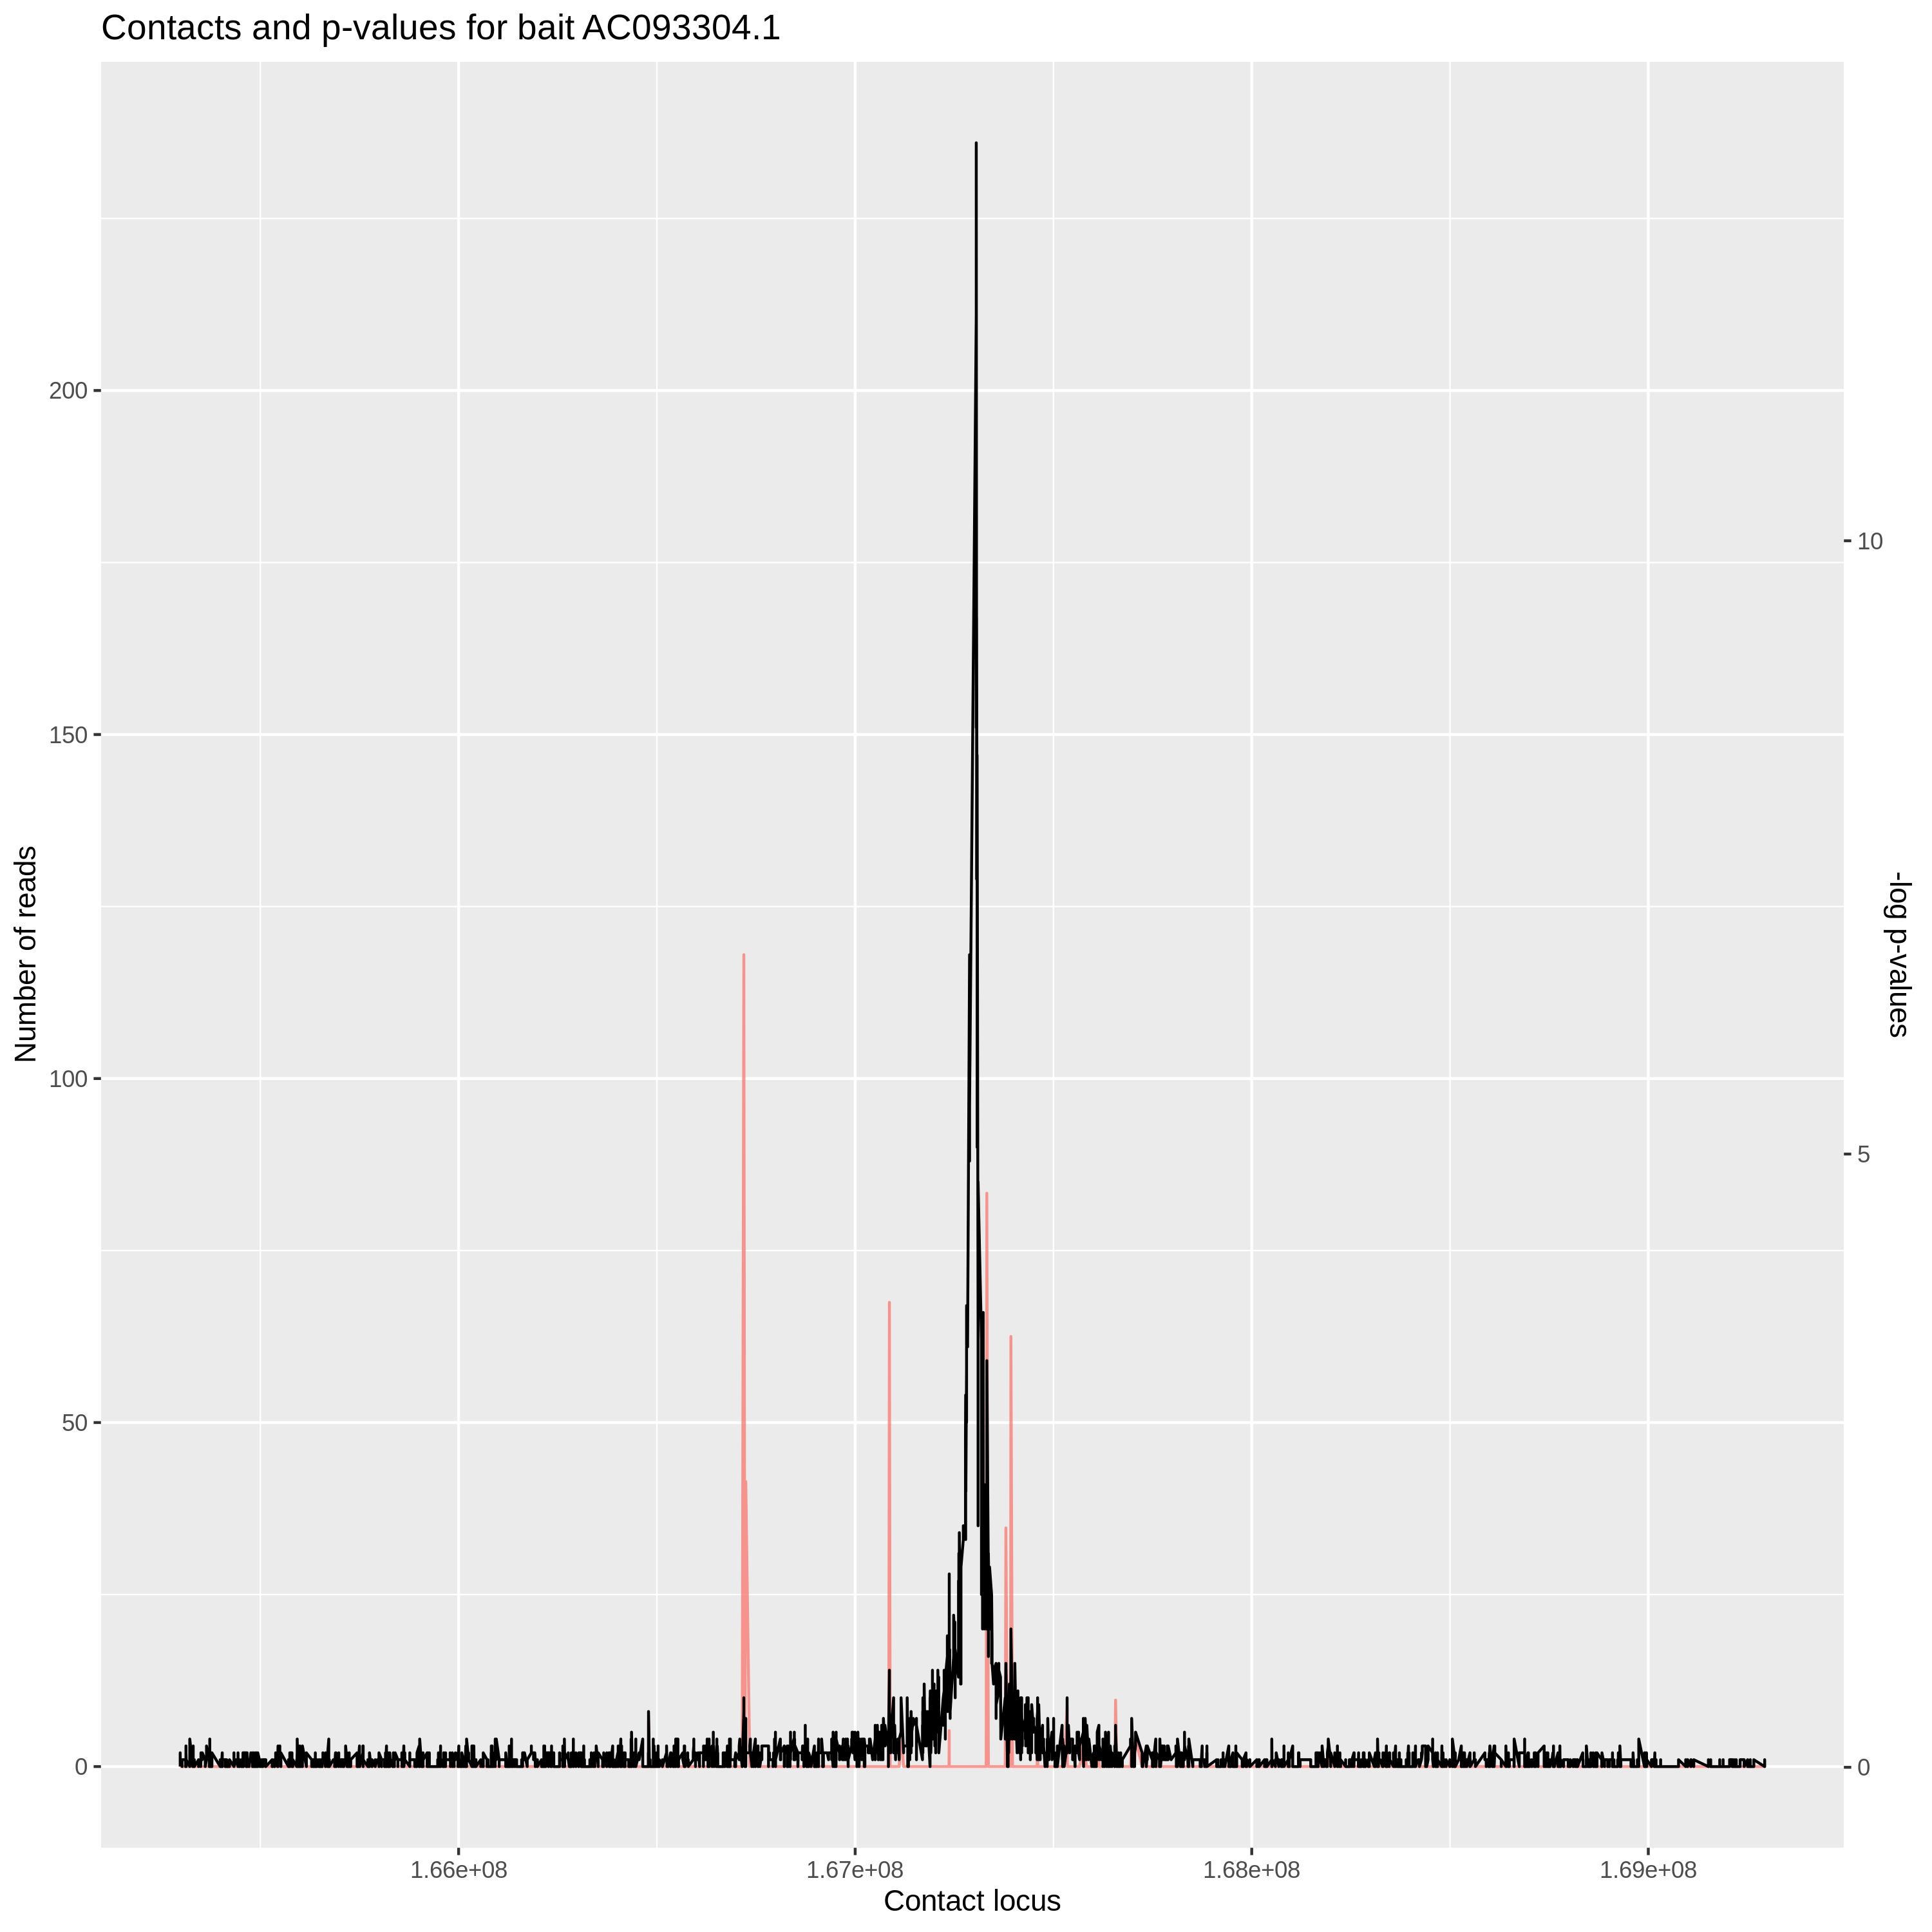 Contacts and p-values for bait AC093304.1
200
150
100
50
0
Number of reads
10
5
0
-log p-values
1.66e+08
1.67e+08
1.68e+08
1.69e+08
Contact locus